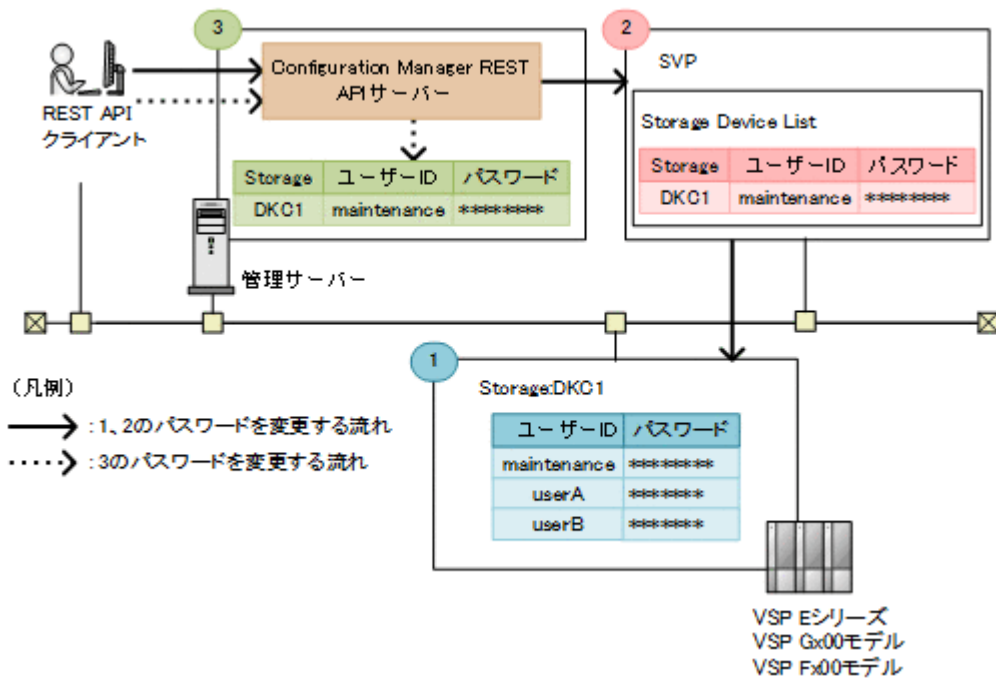 3
2
Configuration Manager REST
APIサーバー
SVP
REST API
クライアント
Storage Device List
Storage ユーザーID パスワード
DKC1 maintenance ********
Storage ユーザーID パスワード
DKC1 maintenance ********
管理サーバー
1
Storage:DKC1
ユーザーID パスワード
maintenance ********
userA *******
userB *******
(凡例)
:1、2のパスワードを変更する流れ
:3のパスワードを変更する流れ
VSP Eシリーズ
VSP Gx00モデル
VSP Fx00モデル